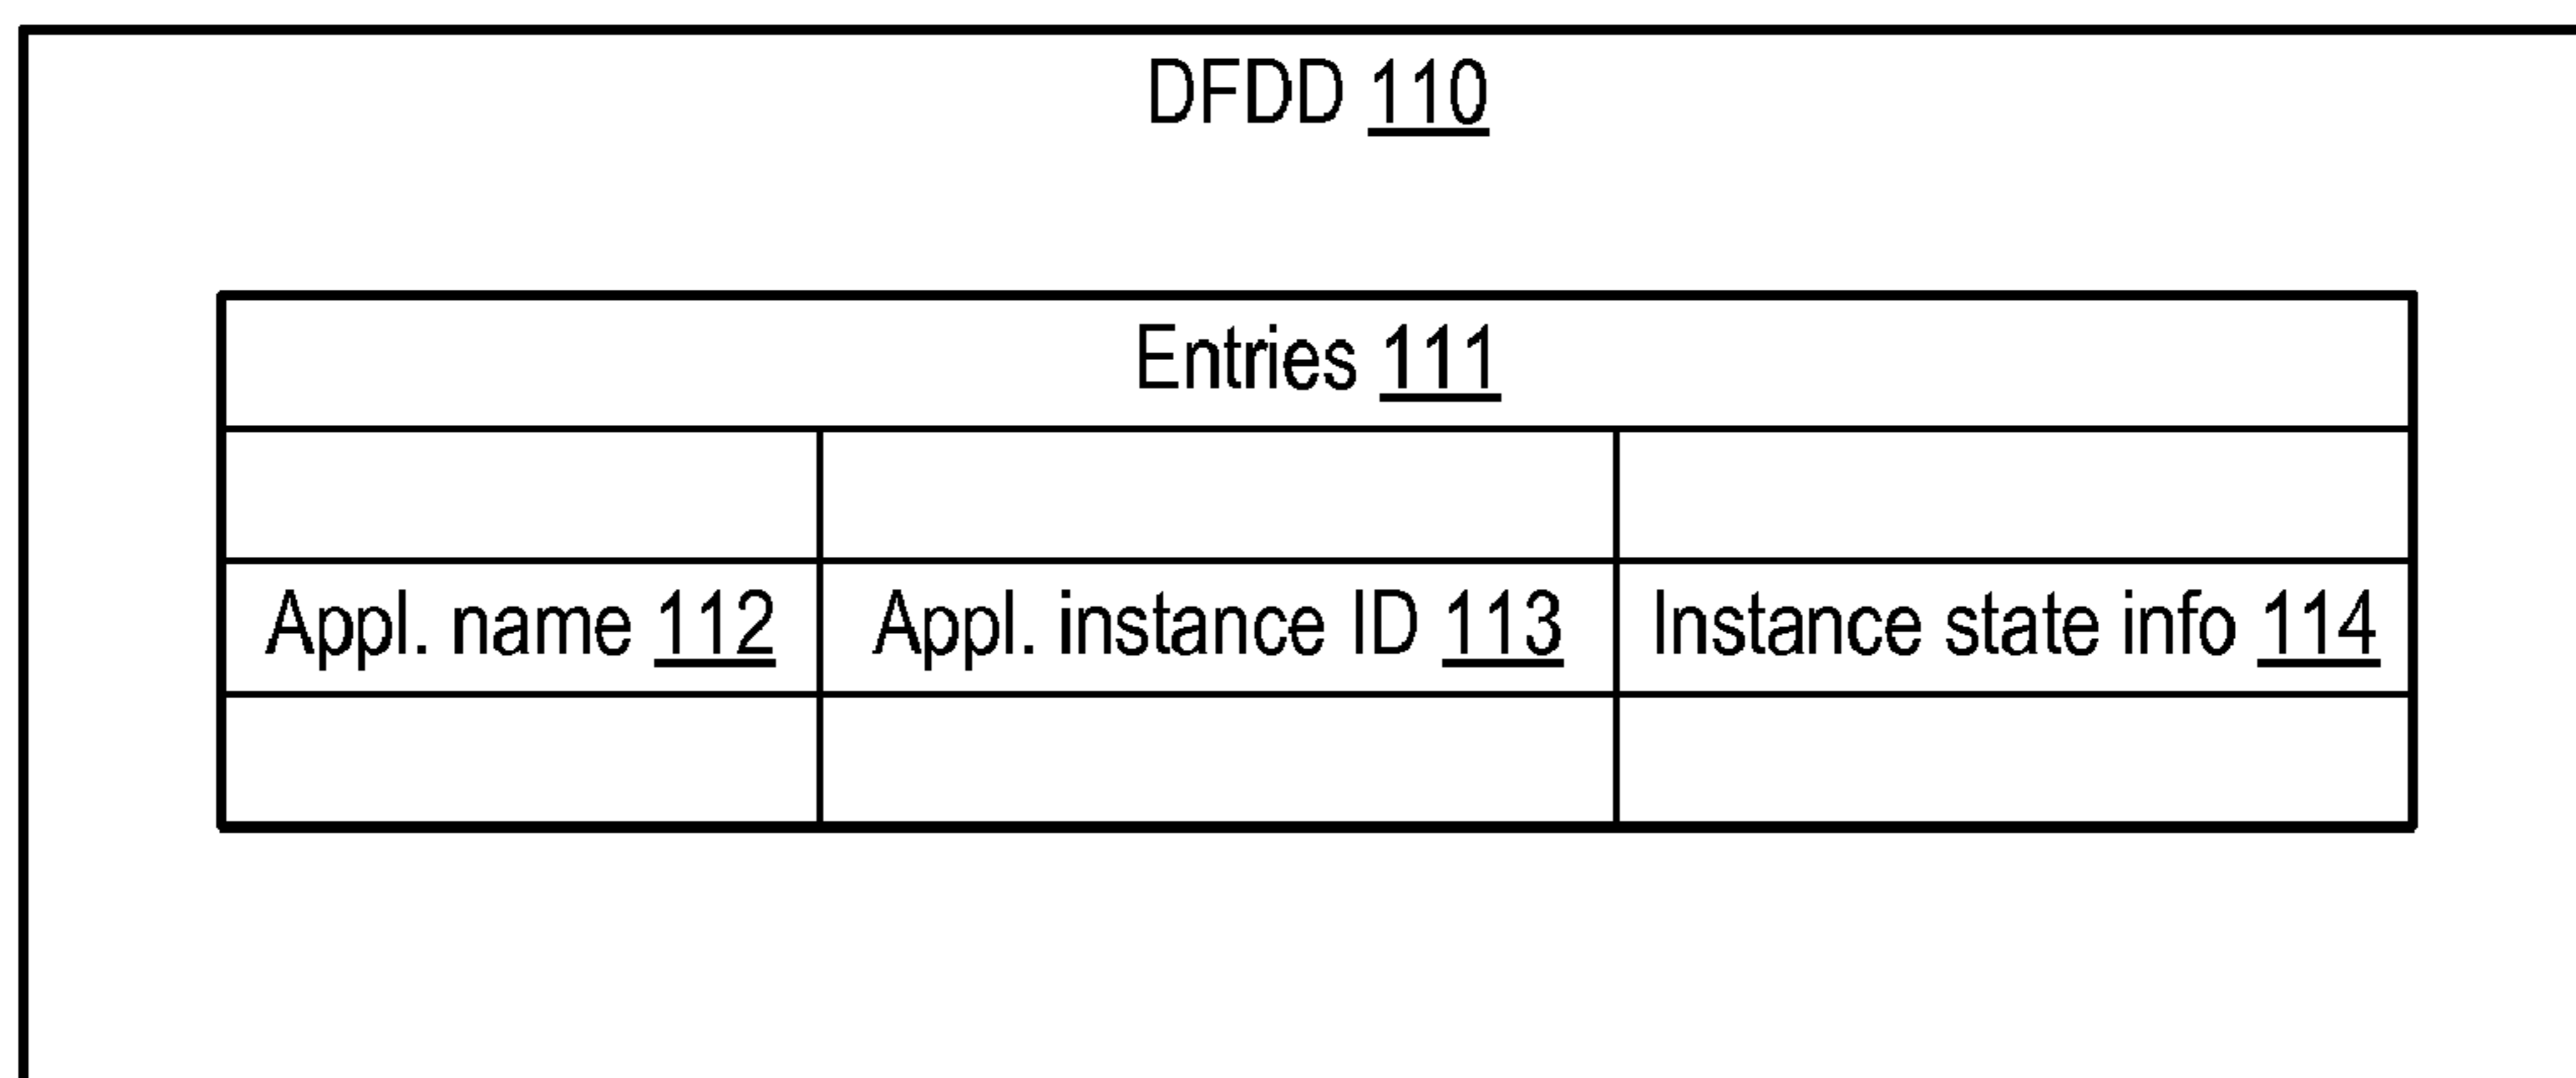 DFDD 110
Entries 111
Appl. name 112 Appl. instance ID 113 Instance state info 114